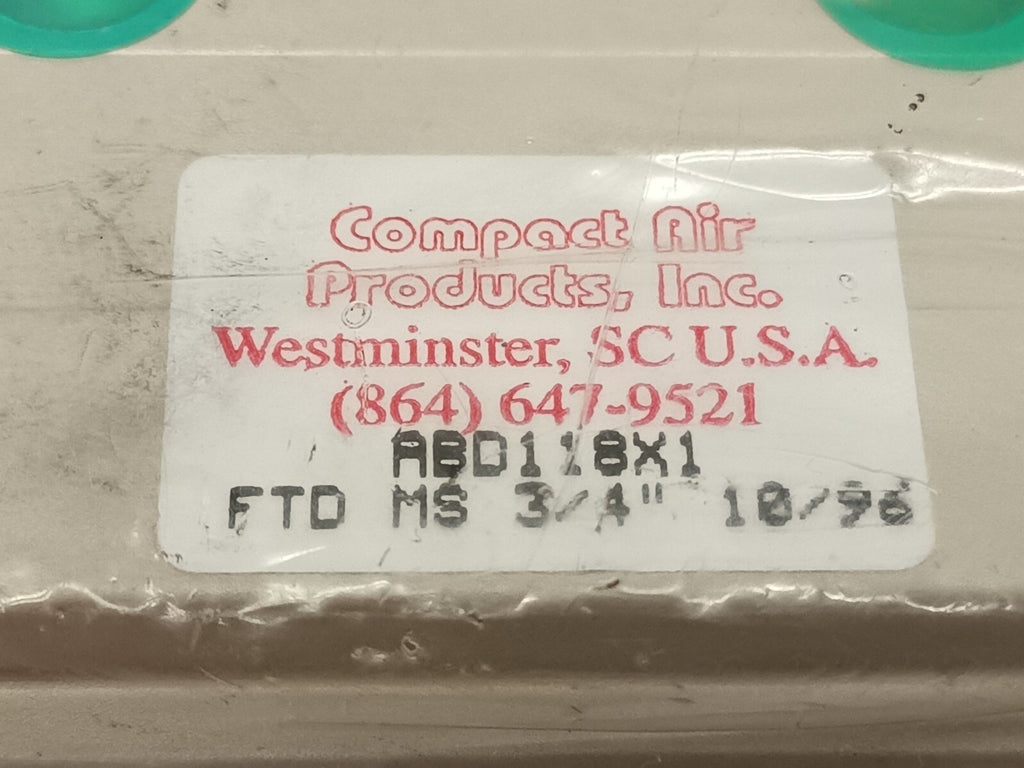 Compact Air
Products, Inc.
Westminster, SC U.S.A.
(864) 647-9521
ABD118X1
FTD MS 3/4" 10/96